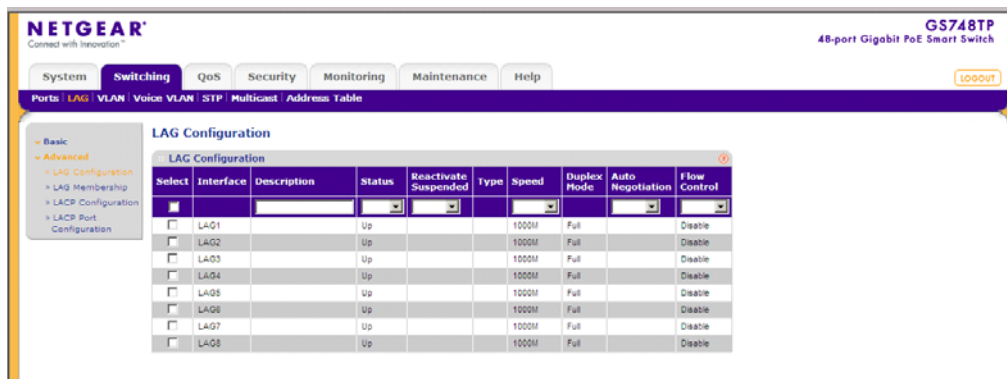 NETGEAR®
Connect with Innovation™
GS748TP
48-port Gigabit PoE Smart Switch
System Switching QoS Security Monitoring Maintenance Help
LOGOUT
Ports LAG VLAN Voice VLAN STP Multicast Address Table
Basic
Advanced
LAG Configuration
LAG Membership
LACP Configuration
LACP Port Configuration
LAG Configuration
LAG Configuration
Select Interface Description Status Reactivate Suspended Type Speed Duplex Mode Auto Negotiation Flow Control
LAG1 Up 1000M Full Disable
LAG2 Up 1000M Full Disable
LAG3 Up 1000M Full Disable
LAG4 Up 1000M Full Disable
LAG5 Up 1000M Full Disable
LAG6 Up 1000M Full Disable
LAG7 Up 1000M Full Disable
LAG8 Up 1000M Full Disable